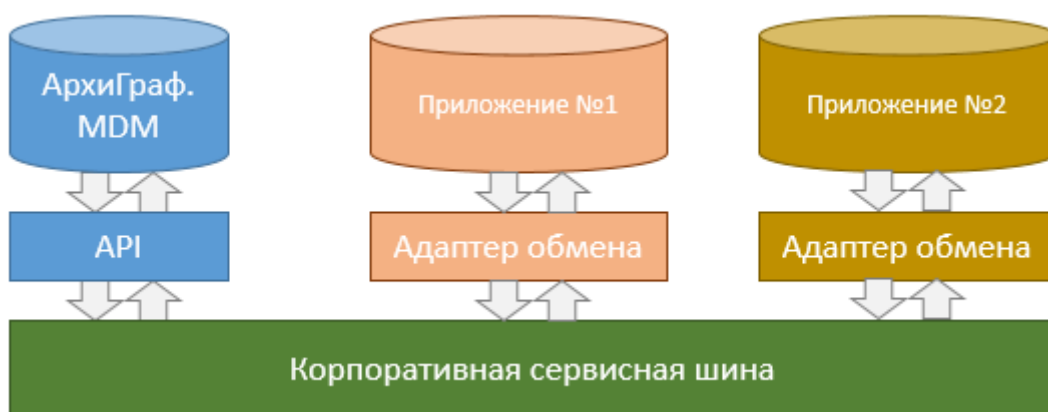 АрхиГраф.
MDM
Приложение №1
Приложение №2
API
Адаптер обмена
Адаптер обмена
Корпоративная сервисная шина